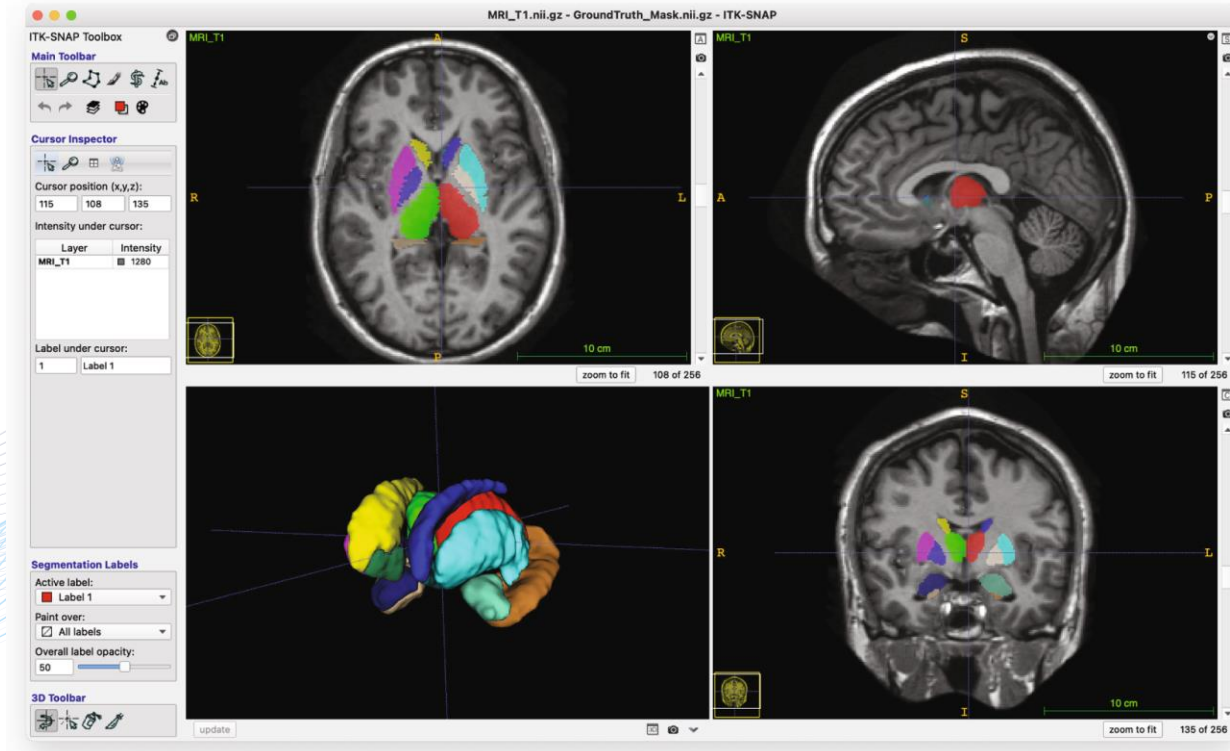 MRI_T1.nii.gz - GroundTruth_Mask.nii.gz - ITK-SNAP
ITK-SNAP Toolbox
Main Toolbar
Cursor Inspector
Cursor position (x,y,z):
115 108 135
Intensity under cursor:
Layer Intensity
MRI_T1 1280
Label under cursor:
1 Label 1
Segmentation Labels
Active label:
Label 1
Paint over:
All labels
Overall label opacity:
50
3D Toolbar
MRI_T1
A
R
L
P
10 cm
zoom to fit 108 of 256
MRI_T1
S
A
P
I
10 cm
zoom to fit 115 of 256
update
MRI_T1
S
R
L
I
10 cm
zoom to fit 135 of 256